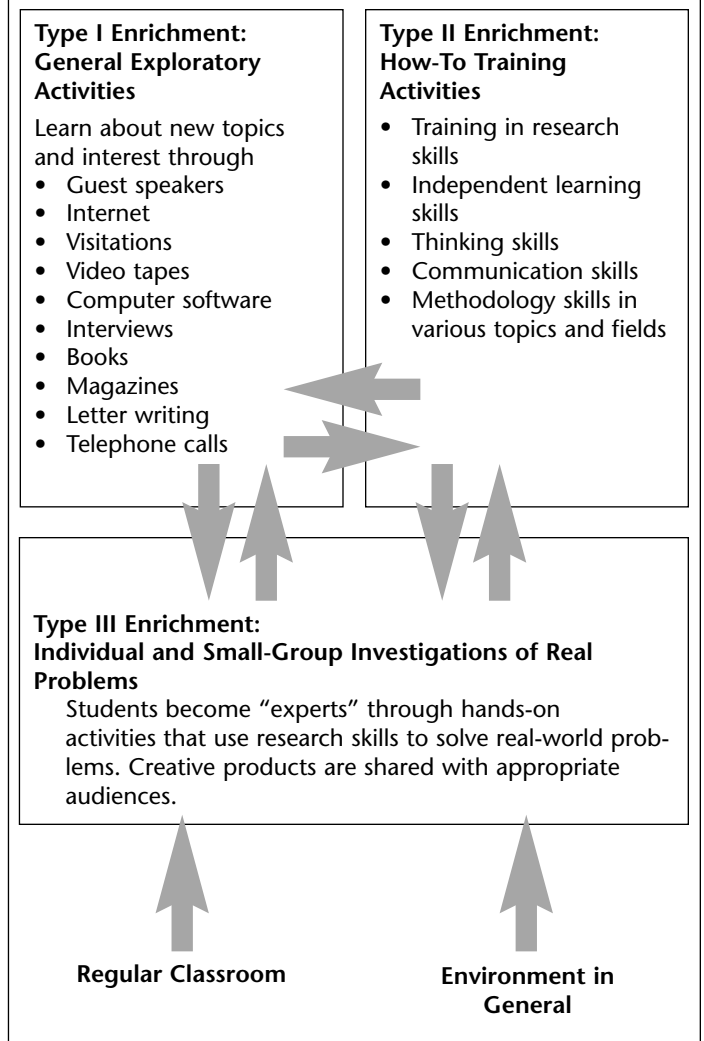 Type I Enrichment:
General Exploratory
Activities
Learn about new topics
and interest through
• Guest speakers
• Internet
• Visitations
• Video tapes
• Computer software
• Interviews
• Books
• Magazines
• Letter writing
• Telephone calls
Type II Enrichment:
How-To Training
Activities
• Training in research
skills
• Independent learning
skills
• Thinking skills
• Communication skills
• Methodology skills in
various topics and fields
Type III Enrichment:
Individual and Small-Group Investigations of Real
Problems
Students become “experts” through hands-on
activities that use research skills to solve real-world prob-
lems. Creative products are shared with appropriate
audiences.
Regular Classroom
Environment in
General